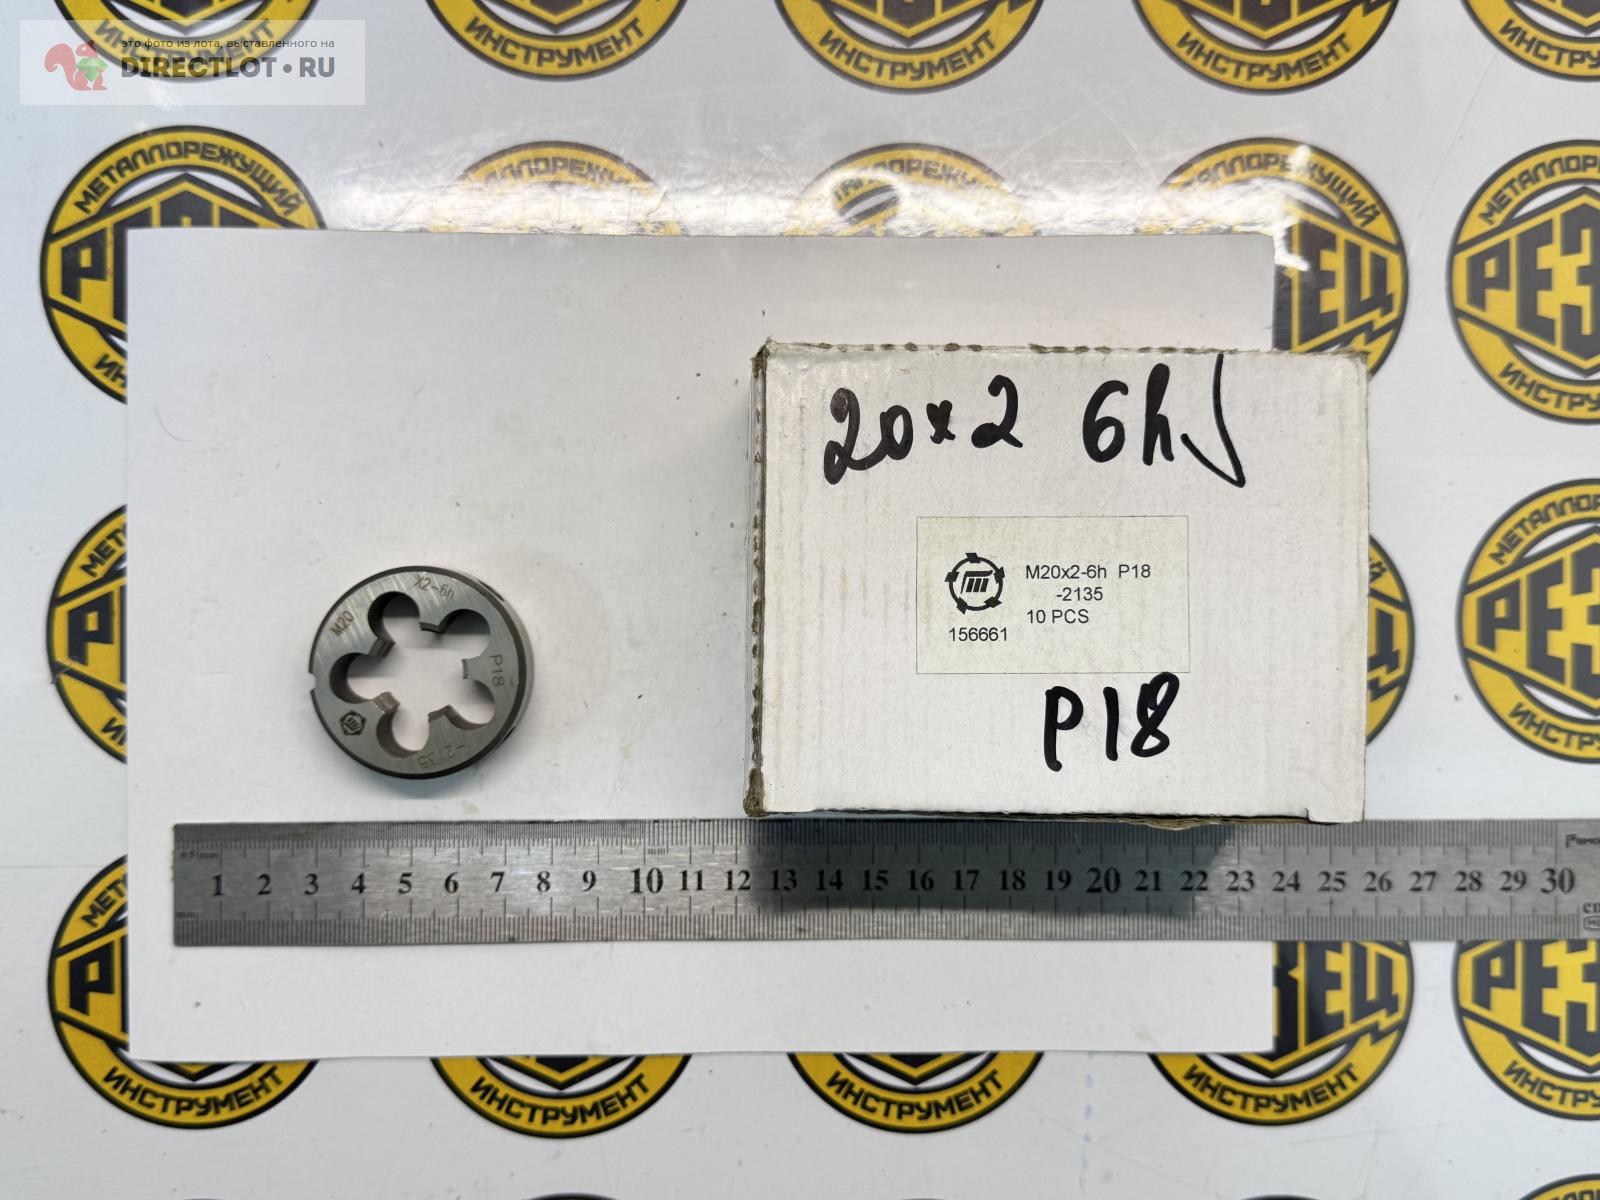 это фото из лота, выставленного на
DIRECTLOT.RU
ИНСТРУМЕНТ
ИНСТРУМЕНТ
ИНСТРУМЕНТ
ИНСТРУМЕНТ
ИНСТРУМЕНТ
МЕТАЛЛОРЕЖУЩИЙ
20x2 6h
M20x2-6h P18
-2135
10 PCS
156661
P18
M20
X2-6h
P18
-2135
1 2 3 4 5 6 7 8 9 10 11 12 13 14 15 16 17 18 19 20 21 22 23 24 25 26 27 28 29 30
ИНСТРУМЕНТ
ИНСТРУМЕНТ
ИНСТРУМЕНТ
ИНСТРУМЕНТ